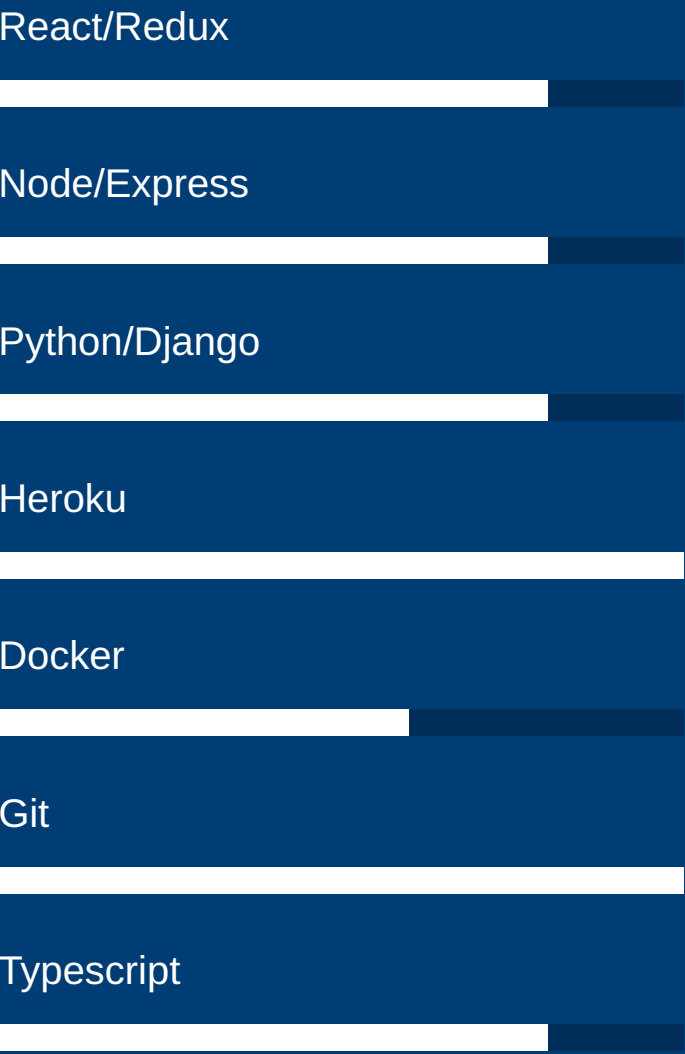 React/Redux
Node/Express
Python/Django
Heroku
Docker
Git
Typescript